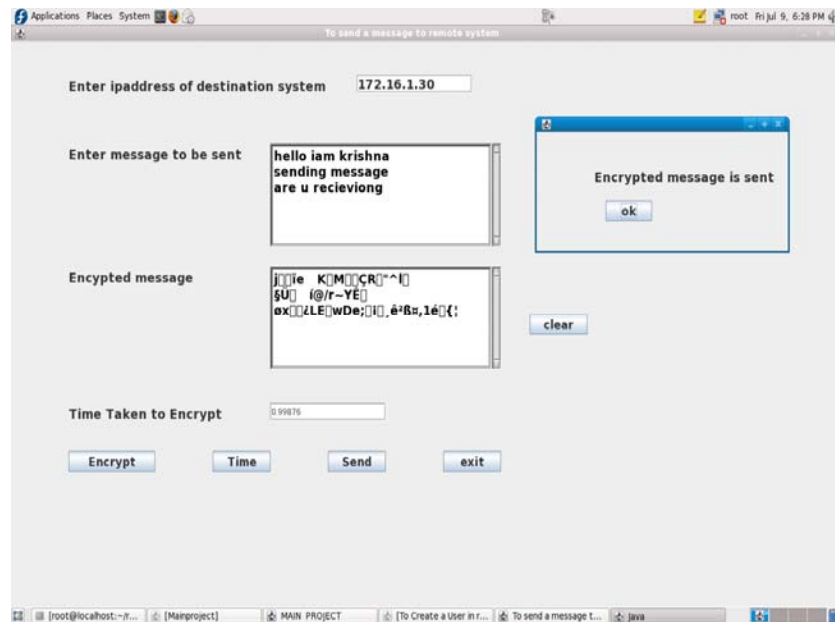 Applications Places System
root Fri Jul 9, 6:28 PM
To send a message to remote system
Enter ipaddress of destination system
172.16.1.30
Enter message to be sent
hello iam krishna
sending message
are u recieviong
Encrypted message is sent
ok
Encypted message
clear
Time Taken to Encrypt
0.99876
Encrypt
Time
Send
exit
[root@localhost:~/r...
[Mainproject]
MAIN PROJECT
[To Create a User in r...
To send a message t...
Java